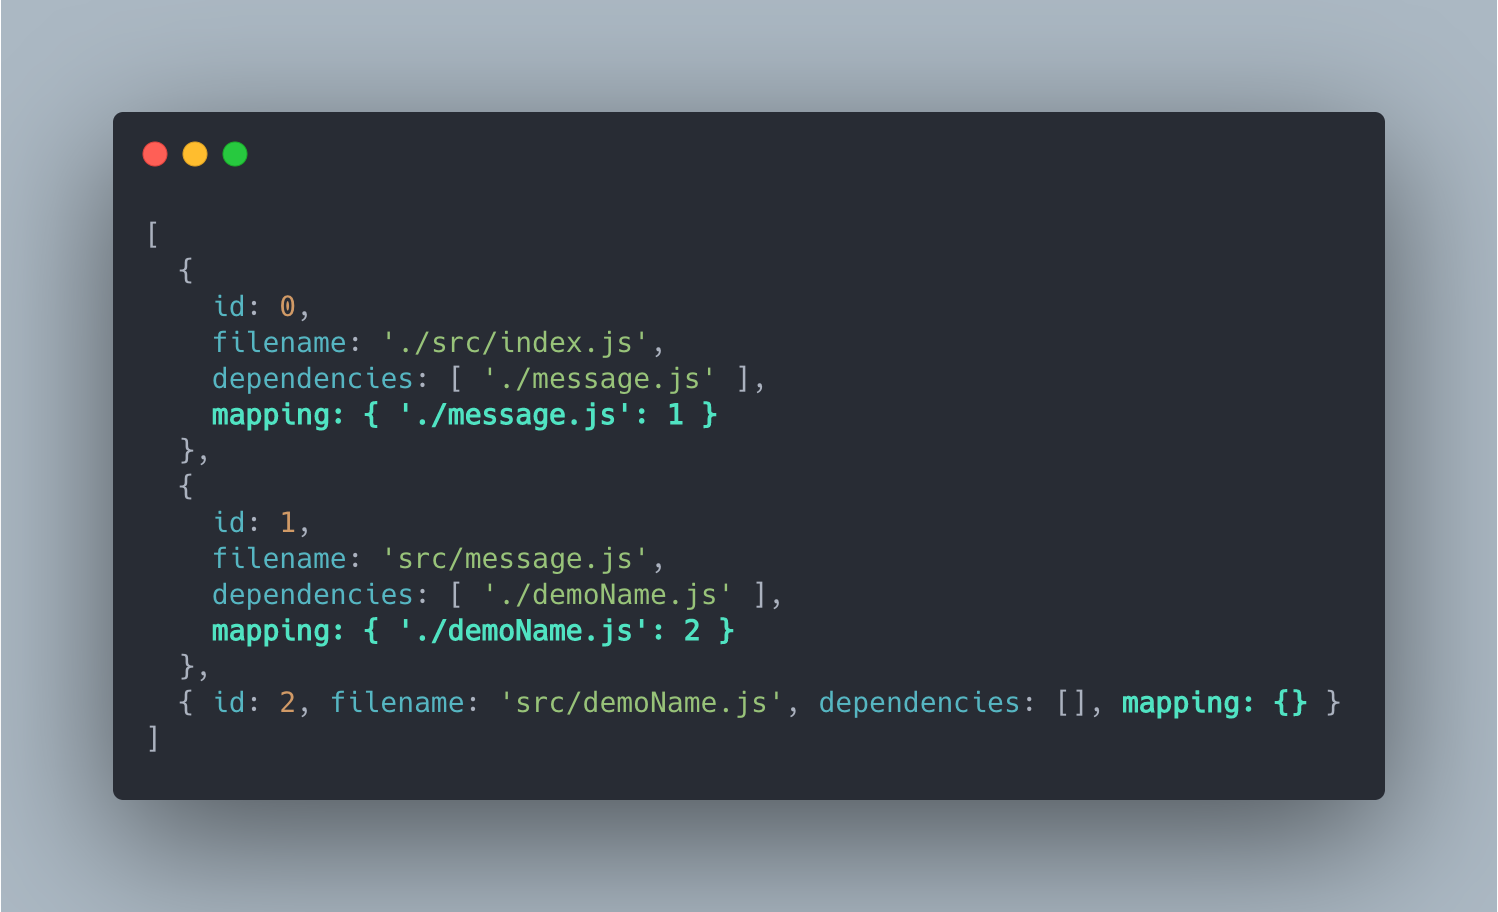 [
  {
    id: 0,
    filename: './src/index.js',
    dependencies: [ './message.js' ],
    mapping: { './message.js': 1 }
  },
  {
    id: 1,
    filename: 'src/message.js',
    dependencies: [ './demoName.js' ],
    mapping: { './demoName.js': 2 }
  },
  { id: 2, filename: 'src/demoName.js', dependencies: [], mapping: {} }
]